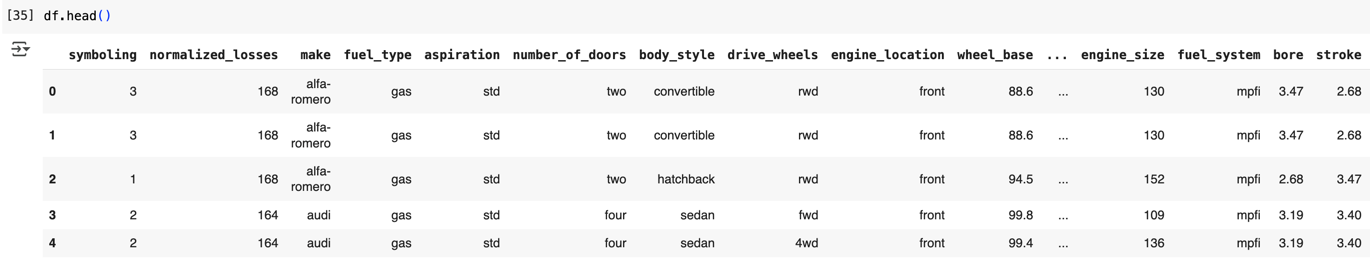 [35] df.head()
symboling normalized_losses make fuel_type aspiration number_of_doors body_style drive_wheels engine_location wheel_base ... engine_size fuel_system bore stroke
0 3 168 alfa-romero gas std two convertible rwd front 88.6 ... 130 mpfi 3.47 2.68
1 3 168 alfa-romero gas std two convertible rwd front 88.6 ... 130 mpfi 3.47 2.68
2 1 168 alfa-romero gas std two hatchback rwd front 94.5 ... 152 mpfi 2.68 3.47
3 2 164 audi gas std four sedan fwd front 99.8 ... 109 mpfi 3.19 3.40
4 2 164 audi gas std four sedan 4wd front 99.4 ... 136 mpfi 3.19 3.40